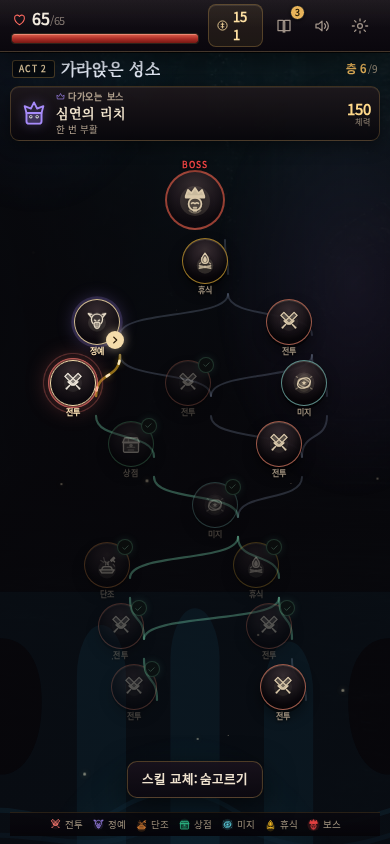 65/65
15
1
3
ACT 2 가라앉은 성소
층 6/9
다가오는 보스
심연의 리치
한 번 부활
150
체력
BOSS
휴식
정예
전투
전투
전투
미지
상점
전투
미지
단조
휴식
전투
전투
전투
전투
스킬 교체: 숨고르기
전투 정예 단조 상점 미지 휴식 보스